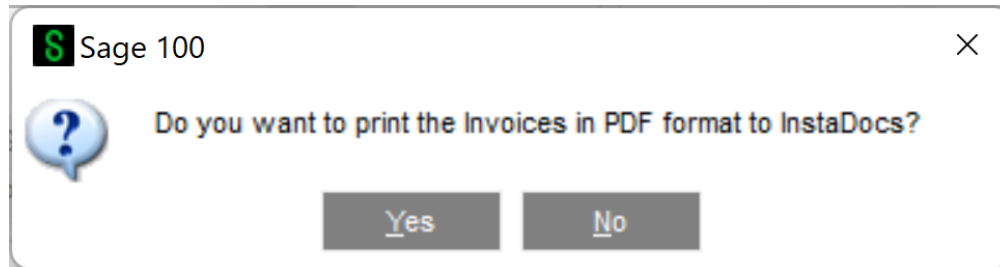 S Sage 100
Do you want to print the Invoices in PDF format to InstaDocs?
Yes No